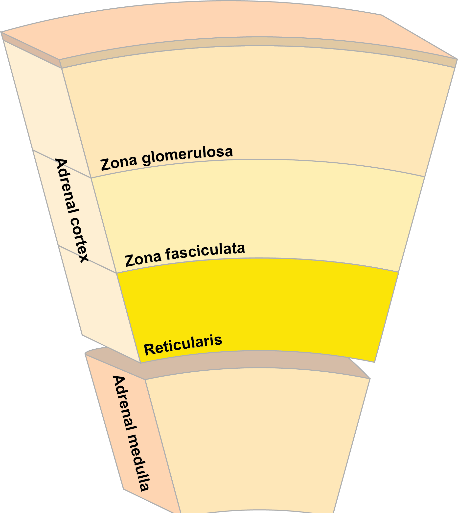 Zona glomerulosa
Adrenal cortex
Zona fasciculata
Reticularis
Adrenal medulla